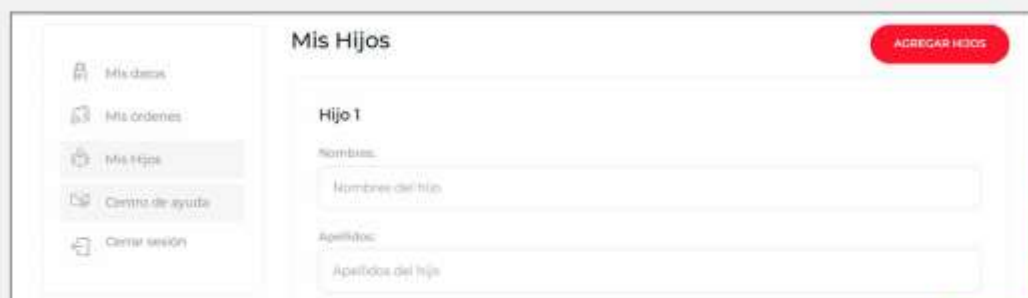 Mis Hijos
AGREGAR HIJOS
Mis datos
Mis ordenes
Mis Hijos
Centro de ayuda
Cerrar sesión
Hijo 1
Nombres:
Nombres del hijo
Apellidos:
Apellidos del hijo